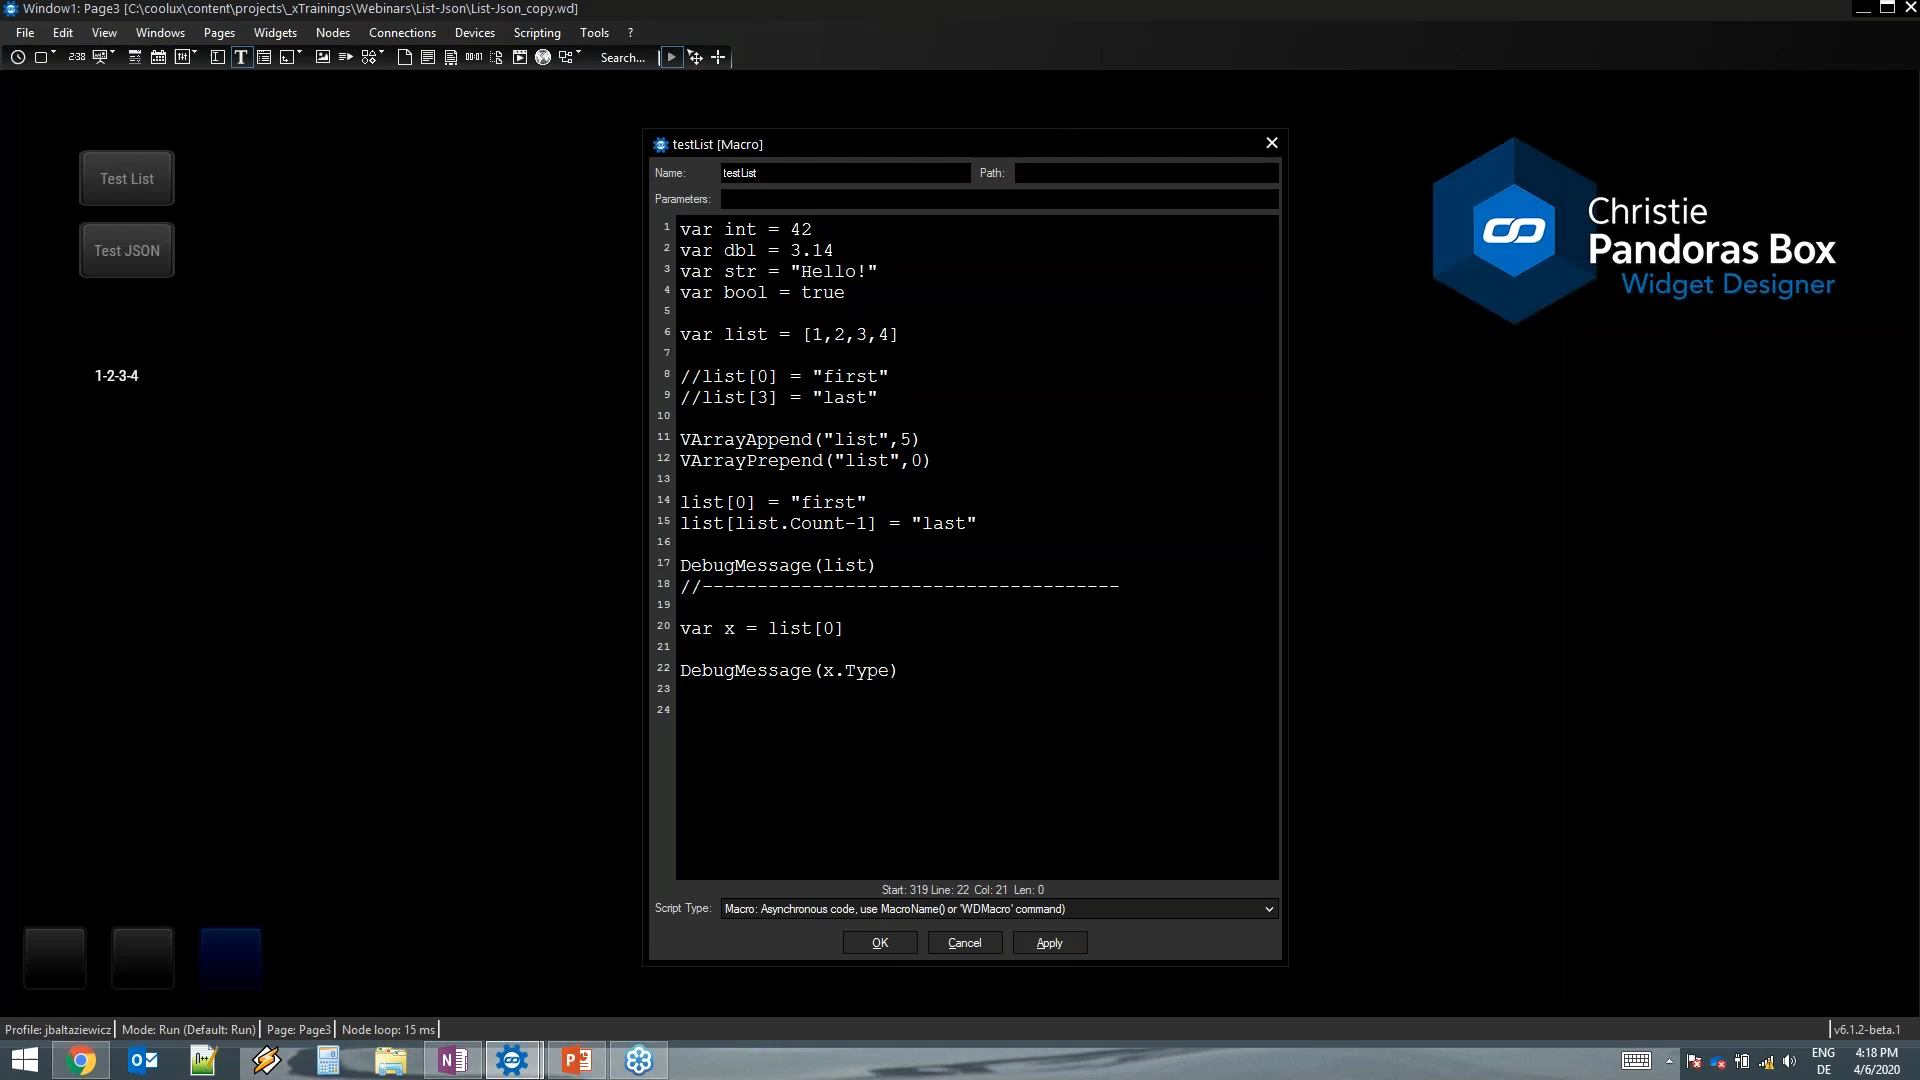 Window1: Page3 [C:\coolux\content\projects\_xTrainings\Webinars\List-Json\List-Json_copy.wd]
File Edit View Windows Pages Widgets Nodes Connections Devices Scripting Tools ?
Search...
Test List
Test JSON
1-2-3-4
testList [Macro]
Name: testList Path:
Parameters:
1 var int = 42
2 var dbl = 3.14
3 var str = "Hello!"
4 var bool = true
5
6 var list = [1,2,3,4]
7
8 //list[0] = "first"
9 //list[3] = "last"
10
11 VArrayAppend("list",5)
12 VArrayPrepend("list",0)
13
14 list[0] = "first"
15 list[list.Count-1] = "last"
16
17 DebugMessage(list)
18 //--------------------------------------
19
20 var x = list[0]
21
22 DebugMessage(x.Type)
23
24
Start: 319 Line: 22 Col: 21 Len: 0
Script Type: Macro: Asynchronous code, use MacroName() or 'WDMacro' command)
OK Cancel Apply
Christie
Pandoras Box
Widget Designer
Profile: jbaltaziewicz Mode: Run (Default: Run) Page: Page3 Node loop: 15 ms v6.1.2-beta.1
ENG 4:18 PM
DE 4/6/2020